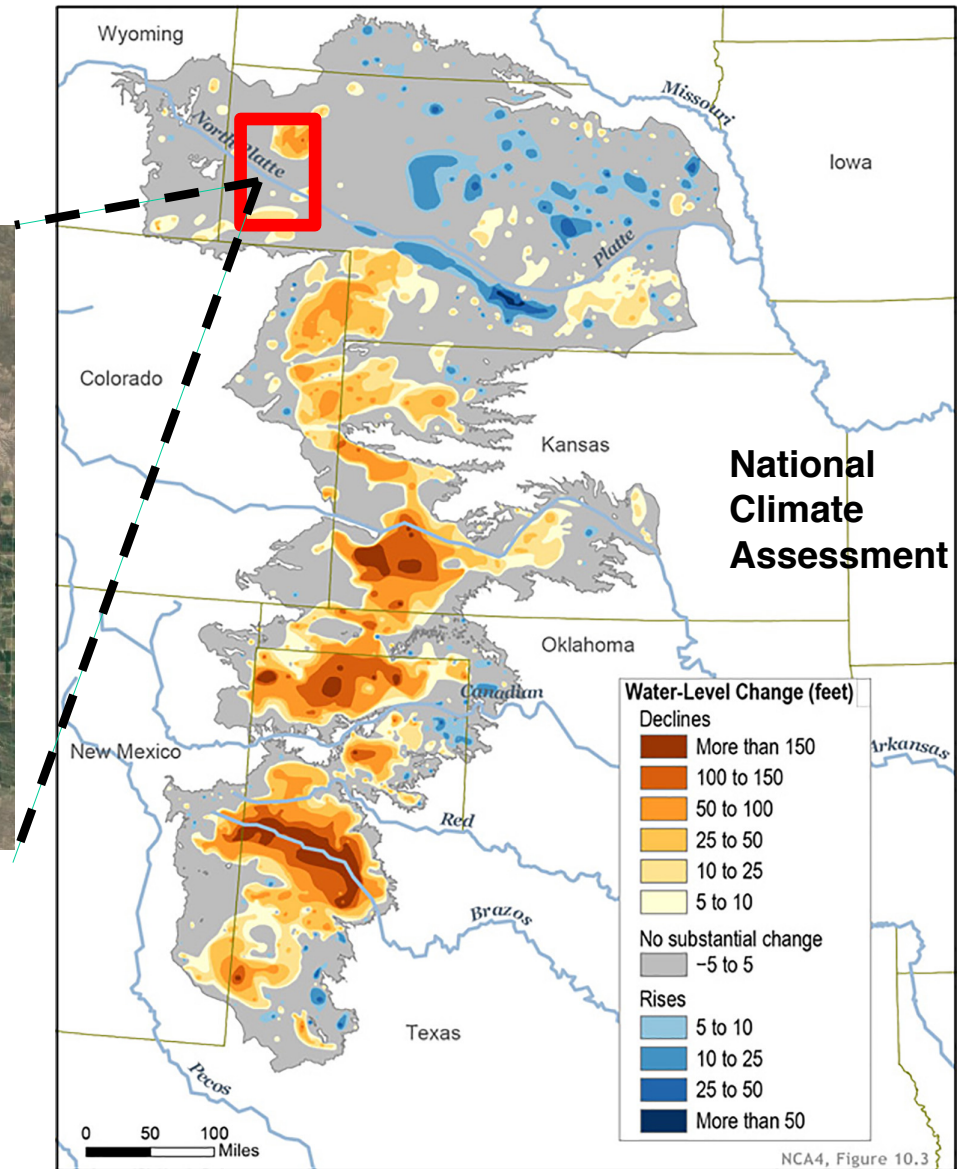 Wyoming
Missouri
North Platte
Iowa
Platte
Colorado
Kansas
National
Climate
Assessment
Oklahoma
Canadian
Water-Level Change (feet)
Declines
More than 150
100 to 150
50 to 100
25 to 50
10 to 25
5 to 10
No substantial change
−5 to 5
Rises
5 to 10
10 to 25
25 to 50
More than 50
New Mexico
Arkansas
Red
Brazos
Texas
Pecos
0 50 100
Miles
NCA4, Figure 10.3